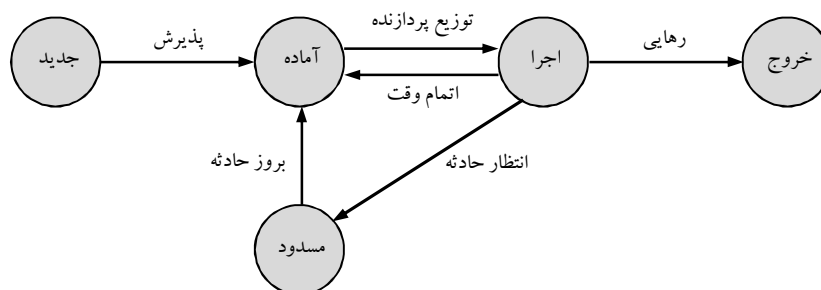 توزیع پردازنده
جدید
پذیرش
آماده
اجرا
رهایی
خروج
اتمام وقت
بروز حادثه
انتظار حادثه
مسدود